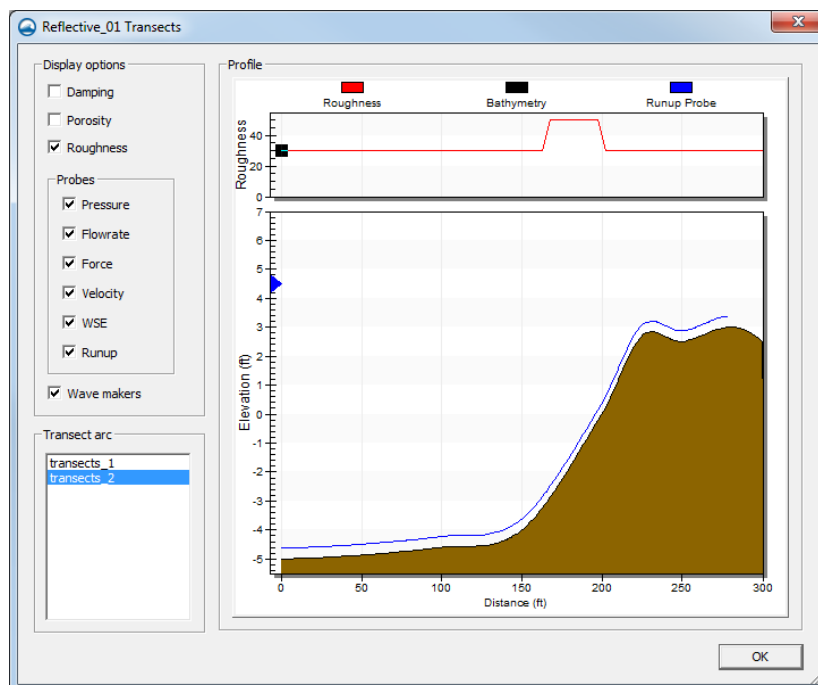 Reflective_01 Transects
Display options
Damping
Porosity
Roughness
Probes
Pressure
Flowrate
Force
Velocity
WSE
Runup
Wave makers
Transect arc
transects_1
transects_2
Profile
Roughness Bathymetry Runup Probe
Roughness
40
20
0
Elevation (ft)
7
6
5
4
3
2
1
0
-1
-2
-3
-4
-5
0 50 100 150 200 250 300
Distance (ft)
OK